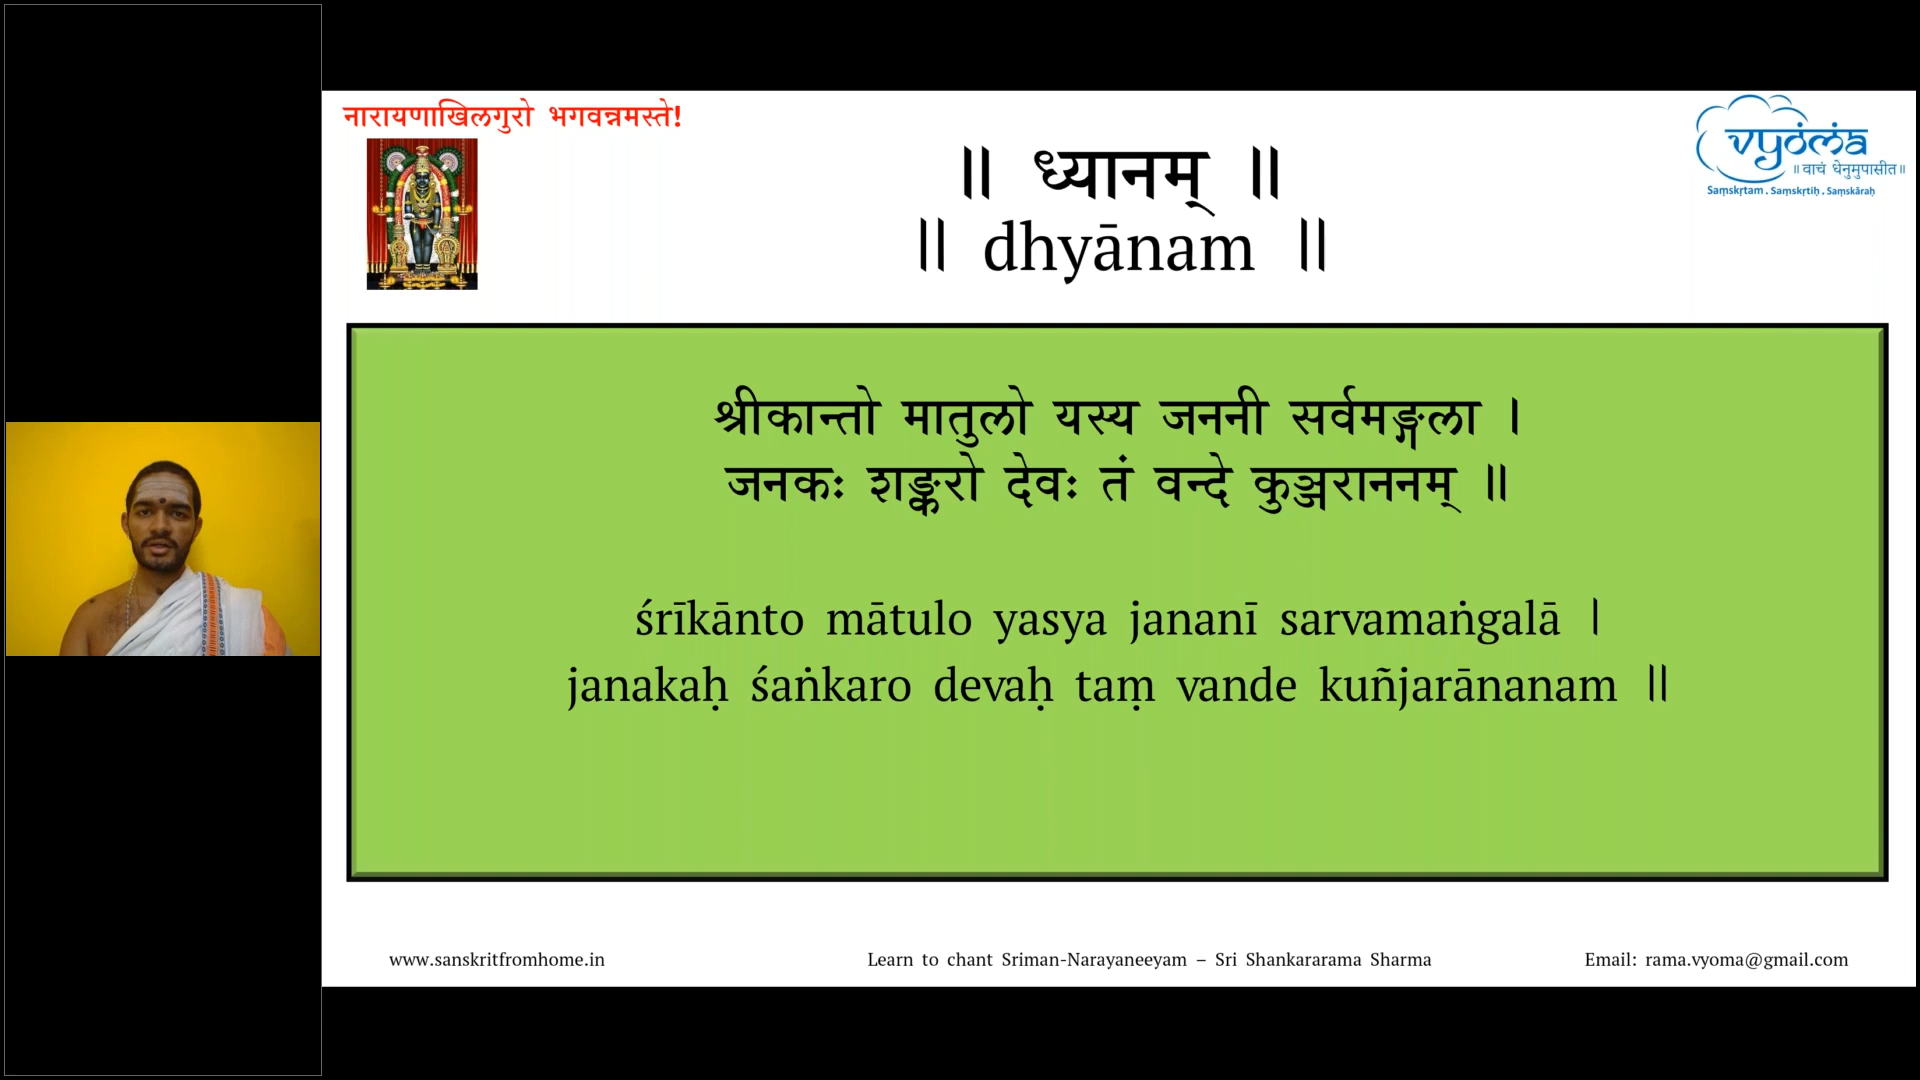 नारायणाखिलगुरो भगवन्नमस्ते!
॥ ध्यानम् ॥
॥ dhyānam ॥
vyoma
॥ वाचं धेनुमुपासीत॥
Saṃskṛtam . Saṃskṛtiḥ . Saṃskāraḥ
श्रीकान्तो मातुलो यस्य जननी सर्वमङ्गला ।
जनकः शङ्करो देवः तं वन्दे कुञ्जराननम् ॥
śrīkānto mātulo yasya jananī sarvamaṅgalā ।
janakaḥ śaṅkaro devaḥ taṃ vande kuñjarānanam ॥
www.sanskritfromhome.in
Learn to chant Sriman-Narayaneeyam – Sri Shankararama Sharma
Email: rama.vyoma@gmail.com